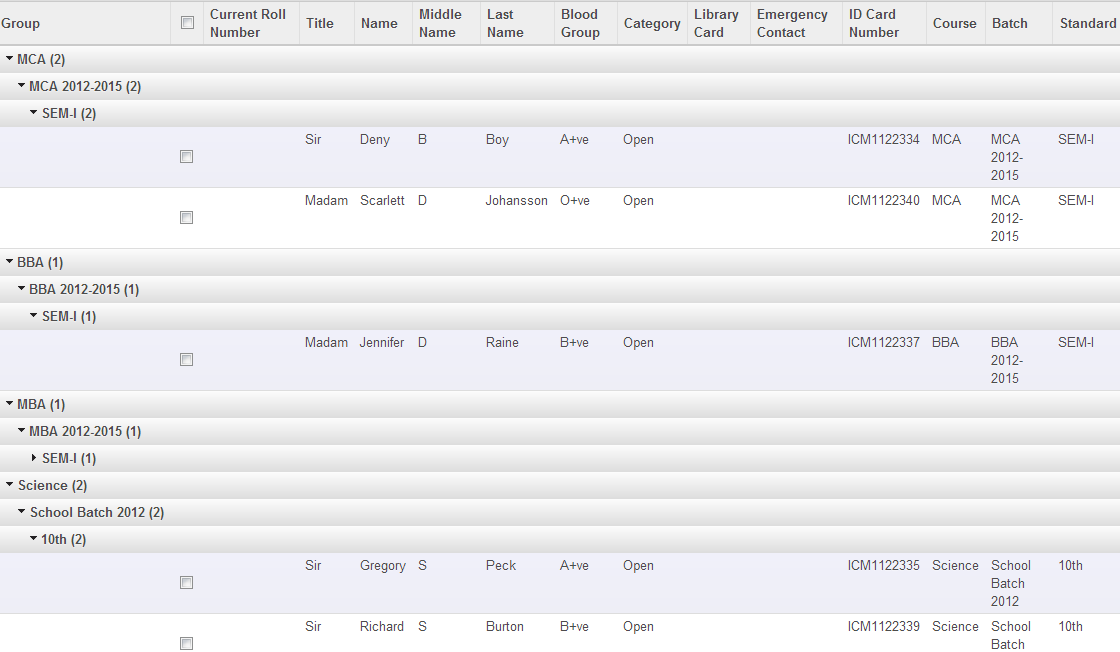 Group Current Roll Number Title Name Middle Name Last Name Blood Group Category Library Card Emergency Contact ID Card Number Course Batch Standard
MCA (2)
MCA 2012-2015 (2)
SEM-I (2)
Sir Deny B Boy A+ve Open ICM1122334 MCA MCA 2012-2015 SEM-I
Madam Scarlett D Johansson O+ve Open ICM1122340 MCA MCA 2012-2015 SEM-I
BBA (1)
BBA 2012-2015 (1)
SEM-I (1)
Madam Jennifer D Raine B+ve Open ICM1122337 BBA BBA 2012-2015 SEM-I
MBA (1)
MBA 2012-2015 (1)
SEM-I (1)
Science (2)
School Batch 2012 (2)
10th (2)
Sir Gregory S Peck A+ve Open ICM1122335 Science School Batch 2012 10th
Sir Richard S Burton B+ve Open ICM1122339 Science School Batch 10th